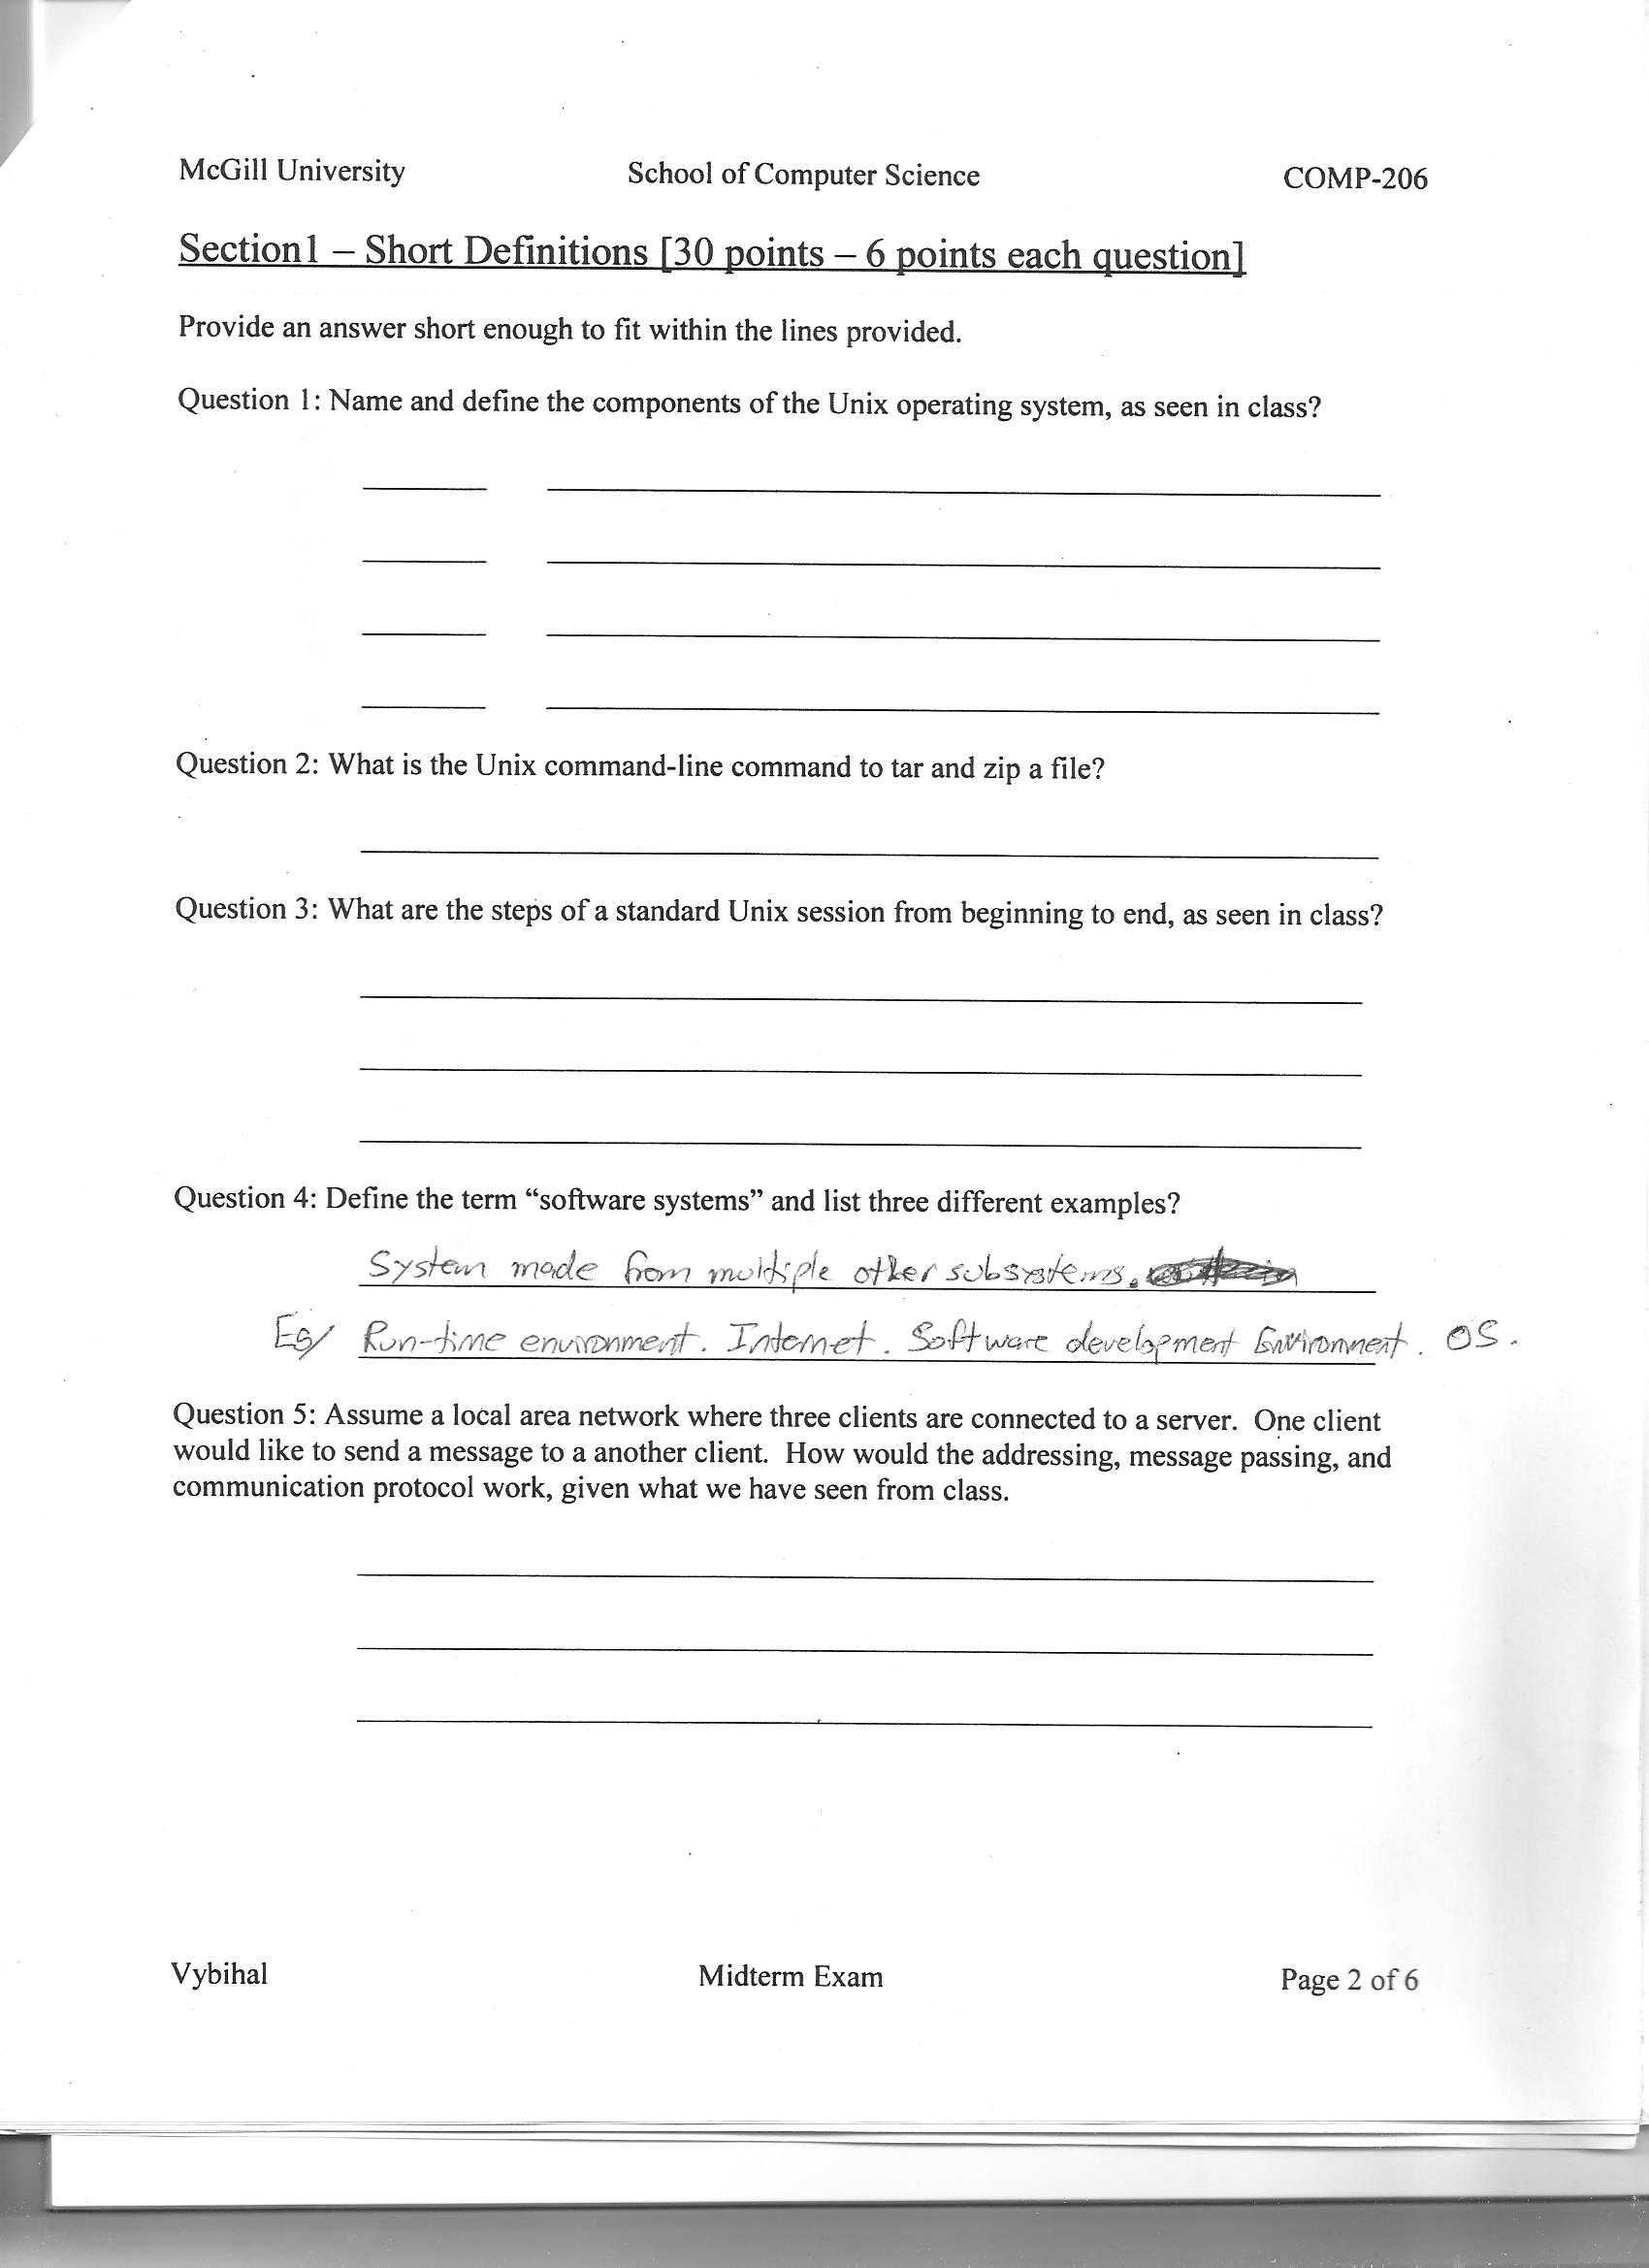 McGill University School of Computer Science COMP-206
Section1 – Short Definitions [30 points – 6 points each question]
Provide an answer short enough to fit within the lines provided.
Question 1: Name and define the components of the Unix operating system, as seen in class?
Question 2: What is the Unix command-line command to tar and zip a file?
Question 3: What are the steps of a standard Unix session from beginning to end, as seen in class?
Question 4: Define the term “software systems” and list three different examples?
System made from multiple other subsystems.
Eg/ Run-time environment. Internet. Software development Environment. OS.
Question 5: Assume a local area network where three clients are connected to a server. One client
would like to send a message to a another client. How would the addressing, message passing, and
communication protocol work, given what we have seen from class.
Vybihal Midterm Exam Page 2 of 6